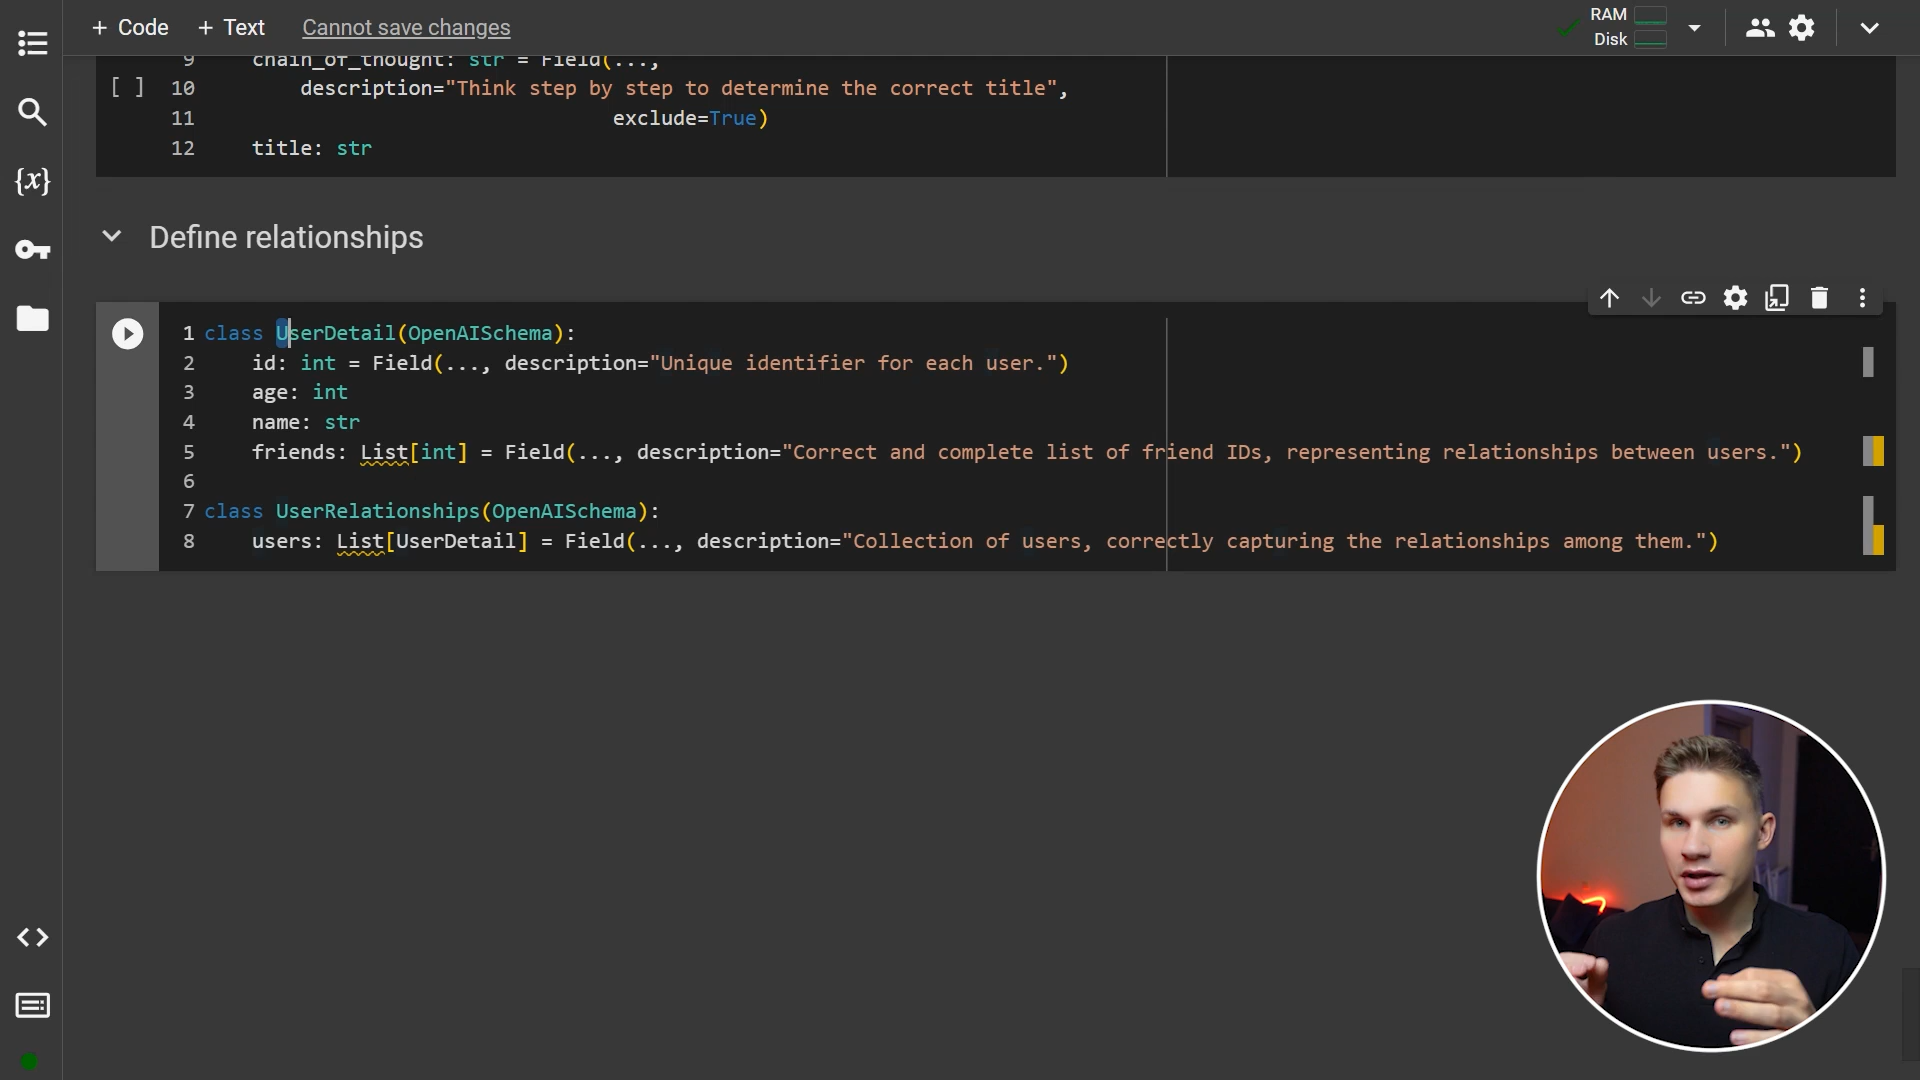 + Code + Text Cannot save changes
RAM
Disk
{x}
9 chain_of_thought: str = Field(...,
[ ] 10 description="Think step by step to determine the correct title",
11 exclude=True)
12 title: str
Define relationships
1 class UserDetail(OpenAISchema):
2 id: int = Field(..., description="Unique identifier for each user.")
3 age: int
4 name: str
5 friends: List[int] = Field(..., description="Correct and complete list of friend IDs, representing relationships between users.")
6
7 class UserRelationships(OpenAISchema):
8 users: List[UserDetail] = Field(..., description="Collection of users, correctly capturing the relationships among them.")